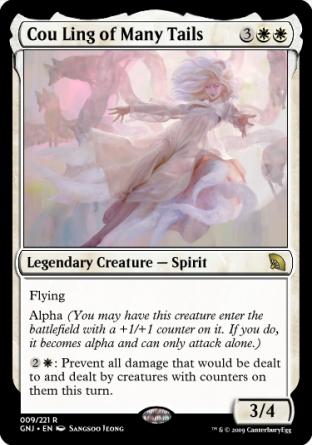 Cou Ling of Many Tails 3
Legendary Creature — Spirit
Flying
Alpha (You may have this creature enter the
battlefield with a +1/+1 counter on it. If you do,
it becomes alpha and can only attack alone.)
2 : Prevent all damage that would be dealt
to and dealt by creatures with counters on
them this turn.
3/4
009/221 R
GNJ • EN Sangsoo Jeong
™ & © 2019 CanterburyEgg